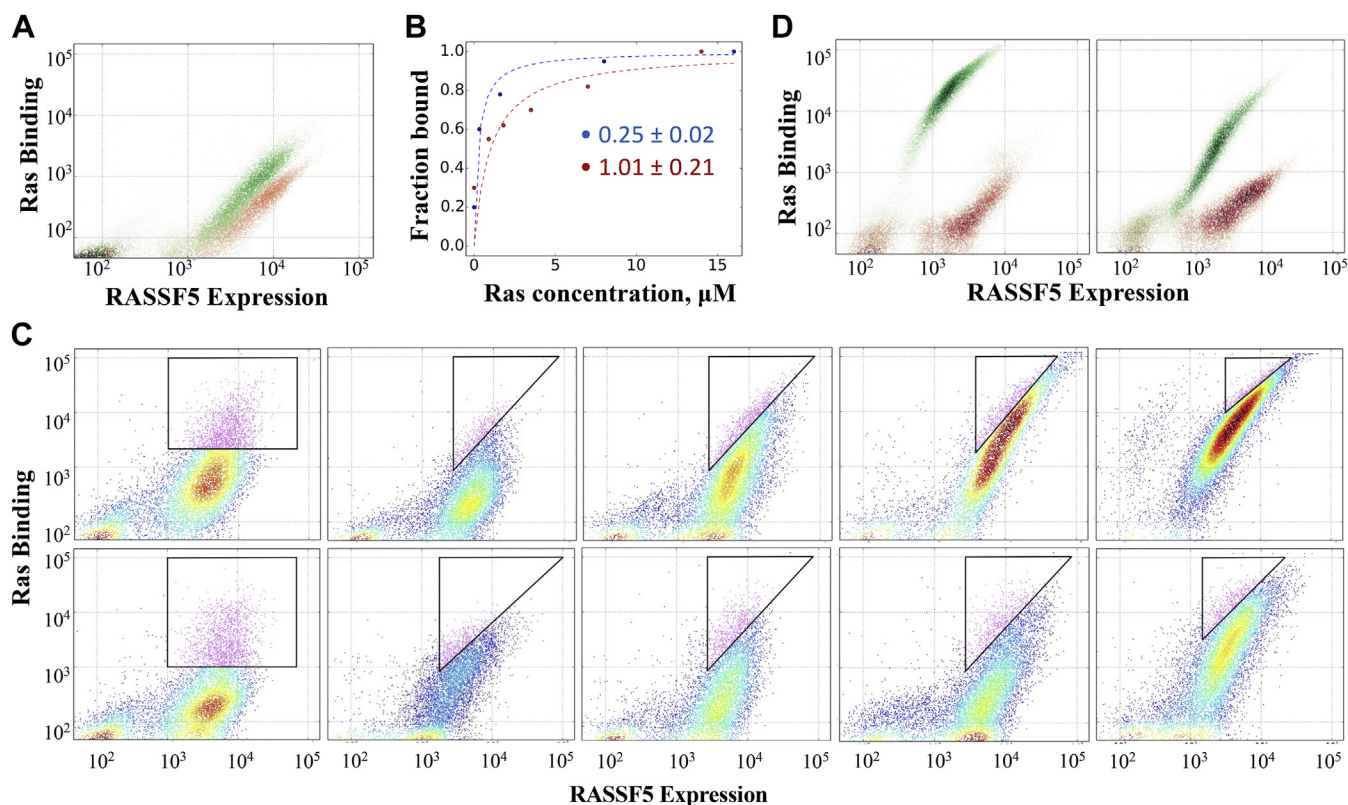 A
Ras Binding
10⁵
10⁴
10³
10²
10² 10³ 10⁴ 10⁵
RASSF5 Expression
B
Fraction bound
1.0
0.8
0.6
0.4
0.2
0.0
0.25 ± 0.02
1.01 ± 0.21
0 5 10 15
Ras concentration, μM
D
Ras Binding
10⁵
10⁴
10³
10²
10² 10³ 10⁴ 10⁵
10² 10³ 10⁴ 10⁵
RASSF5 Expression
C
Ras Binding
10⁵
10⁴
10³
10²
10⁵
10⁴
10³
10²
10² 10³ 10⁴ 10⁵
10² 10³ 10⁴ 10⁵
10² 10³ 10⁴ 10⁵
10² 10³ 10⁴ 10⁵
10² 10³ 10⁴ 10⁵
RASSF5 Expression